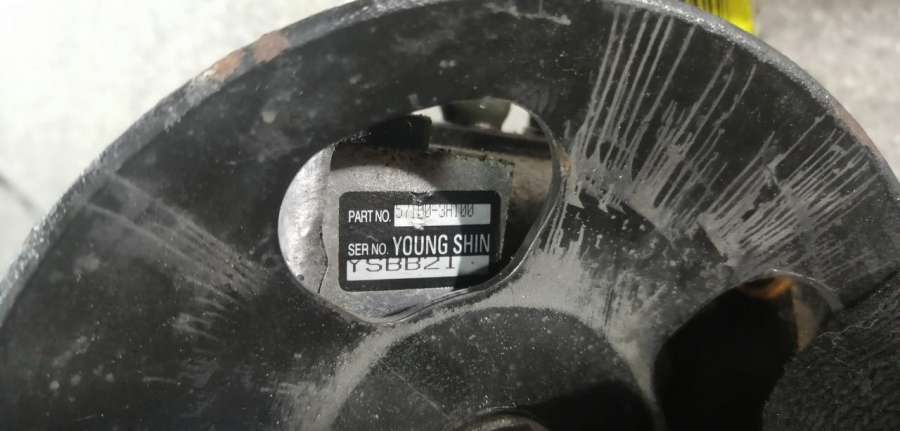 PART NO. 57100-3A100
SER NO. YOUNG SHIN
YSBB21